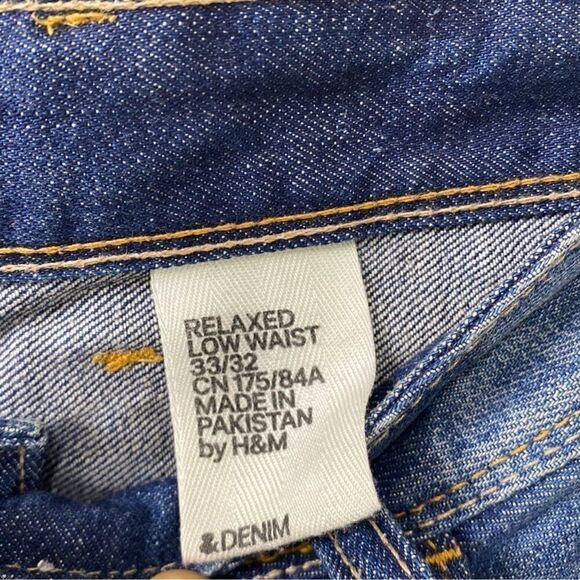 RELAXED
LOW WAIST
33/32
CN 175/84A
MADE IN
PAKISTAN
by H&M
&DENIM